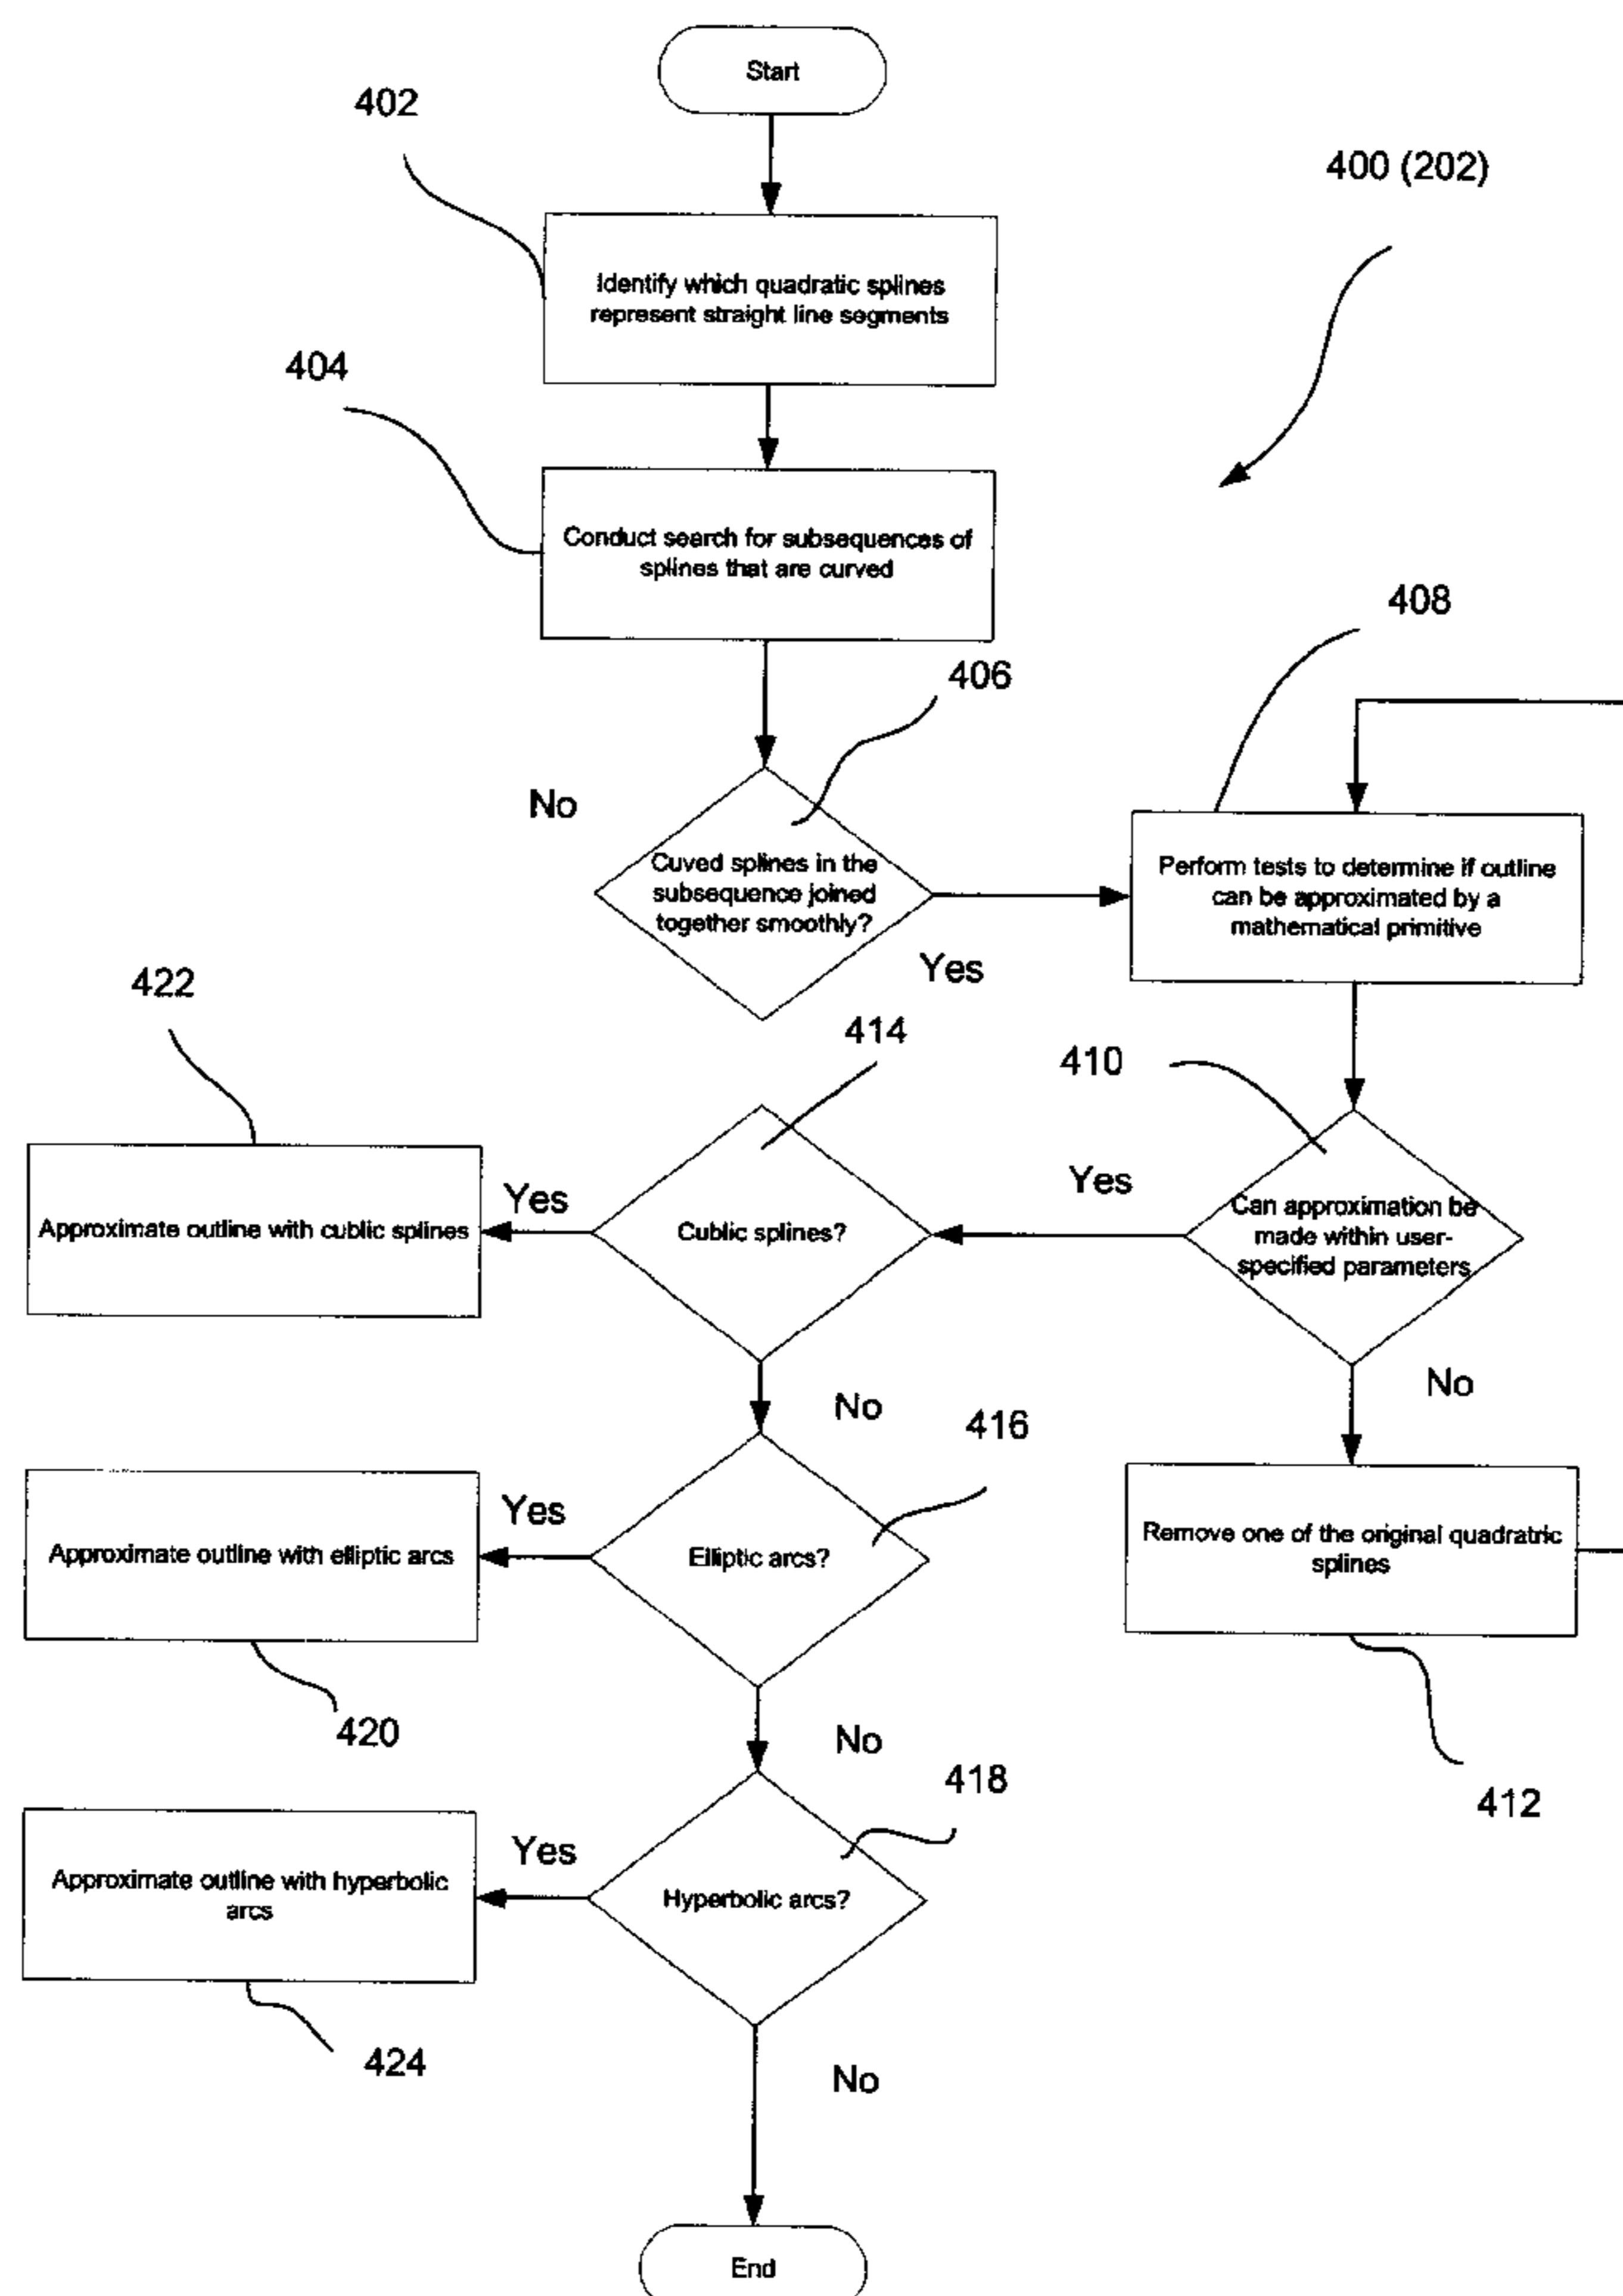 Start
402
400 (202)
Identify which quadratic splines
represent straight line segments
404
Conduct search for subsequences of
splines that are curved
408
406
No
Cuved splines in the
subsequence joined
together smoothly?
Perform tests to determine if outline
can be approximated by a
mathematical primitive
Yes
422
414
410
Yes
Yes
Approximate outline with cublic splines
Cublic splines?
Can approximation be
made within user-
specified parameters
No
No
416
Yes
Approximate outline with elliptic arcs
Elliptic arcs?
Remove one of the original quadratric
splines
420
No
418
412
Yes
Approximate outline with hyperbolic
arcs
Hyperbolic arcs?
424
No
End